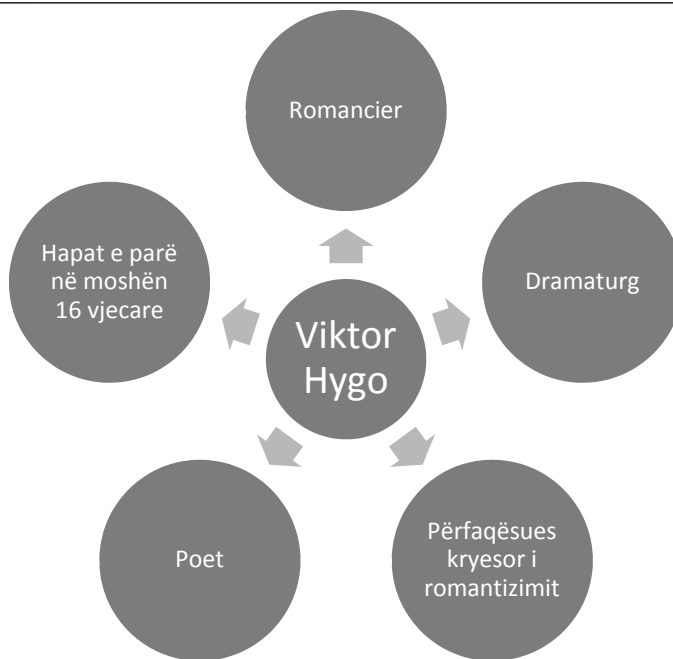 Romancier
Hapat e parë
në moshën
16 vjecare
Dramaturg
Viktor
Hygo
Poet
Përfaqësues
kryesor i
romantizimit